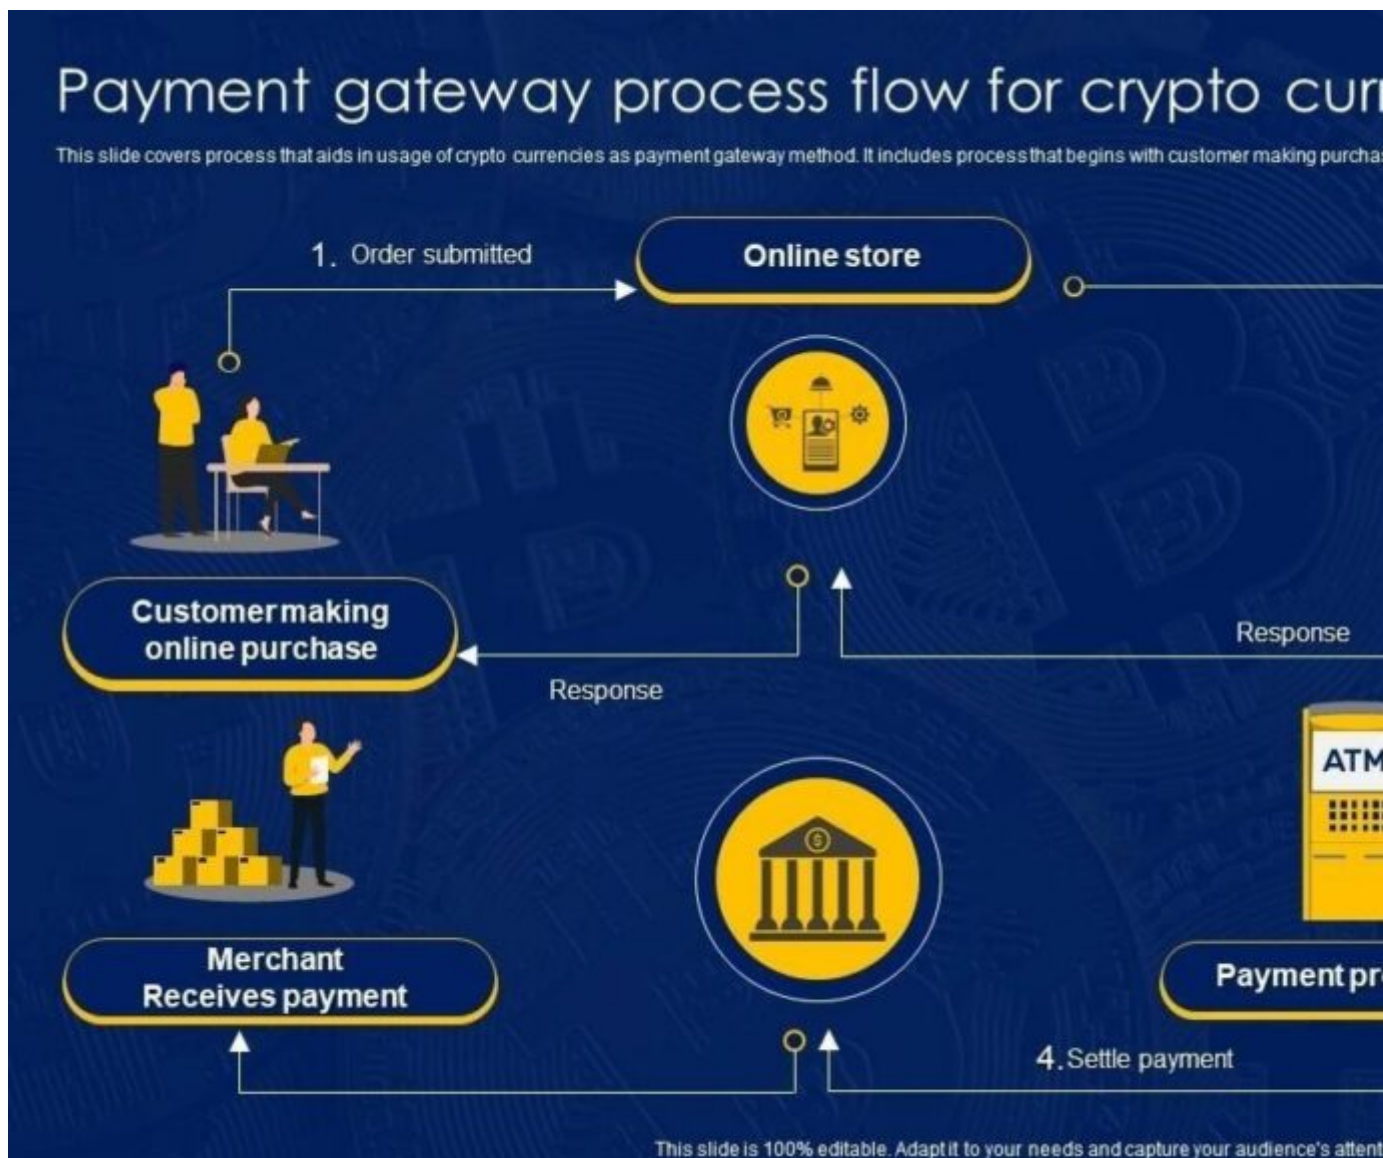 Payment gateway process flow for crypto curr
This slide covers process that aids in usage of crypto currencies as payment gateway method. It includes process that begins with customer making purchas
1. Order submitted
Online store
Customer making
online purchase
Response
Response
ATM
Merchant
Receives payment
Payment pr
4. Settle payment
This slide is 100% editable. Adapt it to your needs and capture your audience's attent